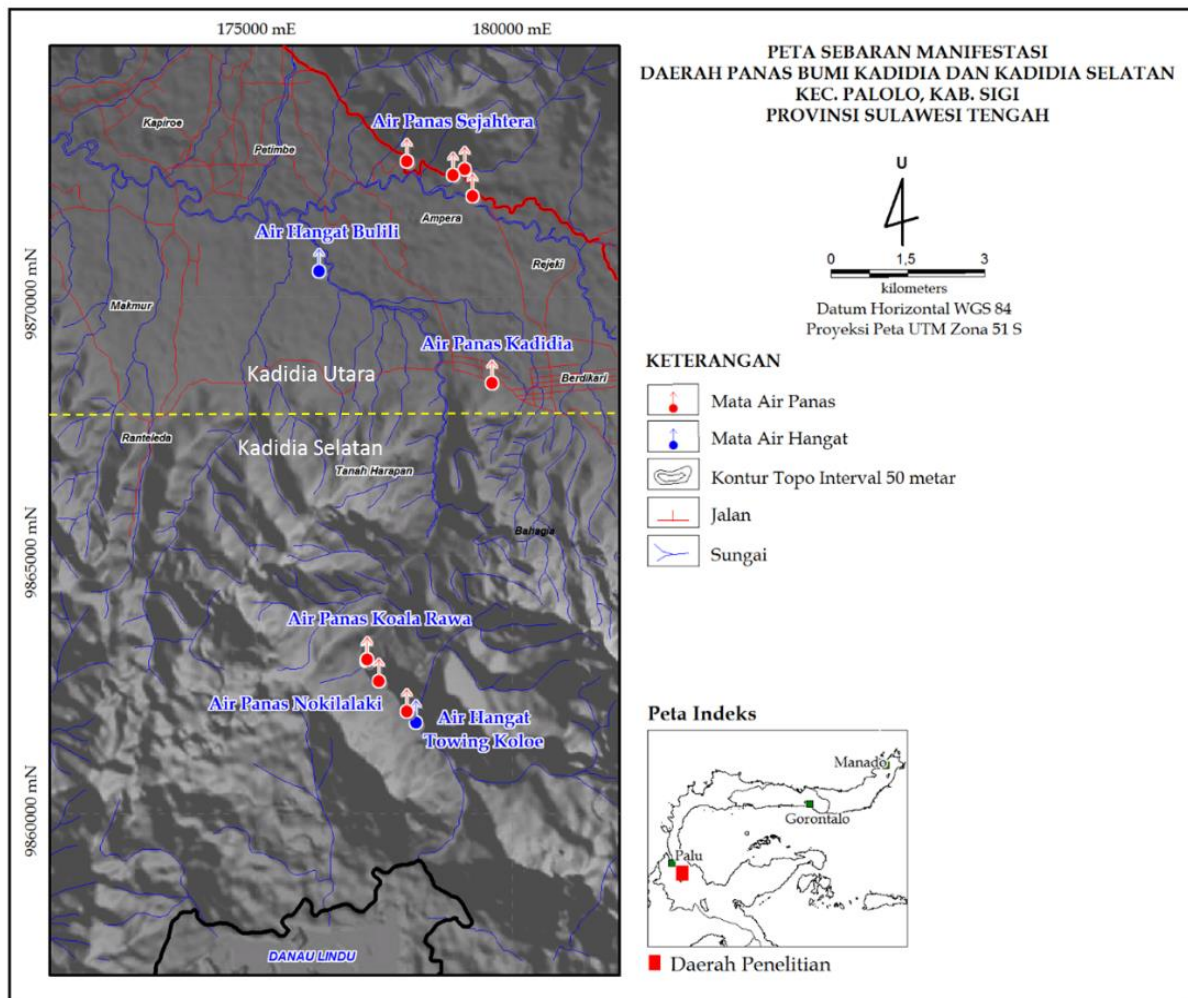 175000 mE
180000 mE
9870000 mN
9865000 mN
9860000 mN
Kapiroe
Petimbe
Air Panas Sejahtera
Ampera
Air Hangat Bulili
Rejeki
Makmur
Air Panas Kadidia
Kadidia Utara
Berdikari
Ranteleda
Kadidia Selatan
Tanah Harapan
Bahagia
Air Panas Koala Rawa
Air Panas Nokilalaki
Air Hangat
Towing Koloe
DANAU LINDU
PETA SEBARAN MANIFESTASI
DAERAH PANAS BUMI KADIDIA DAN KADIDIA SELATAN
KEC. PALOLO, KAB. SIGI
PROVINSI SULAWESI TENGAH
U
0 1,5 3
kilometers
Datum Horizontal WGS 84
Proyeksi Peta UTM Zona 51 S
KETERANGAN
Mata Air Panas
Mata Air Hangat
Kontur Topo Interval 50 metar
Jalan
Sungai
Peta Indeks
Manado
Gorontalo
Palu
Daerah Penelitian